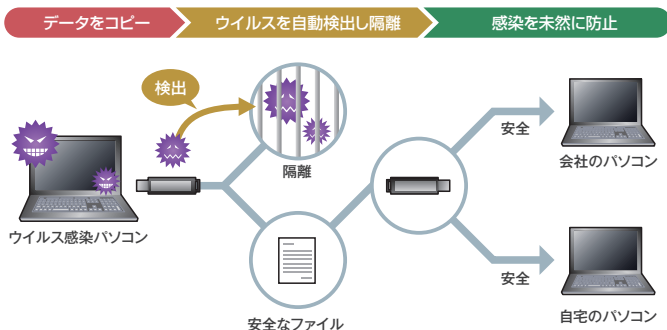 データをコピー
ウイルスを自動検出し隔離
感染を未然に防止
検出
隔離
安全
会社のパソコン
ウイルス感染パソコン
安全なファイル
安全
自宅のパソコン